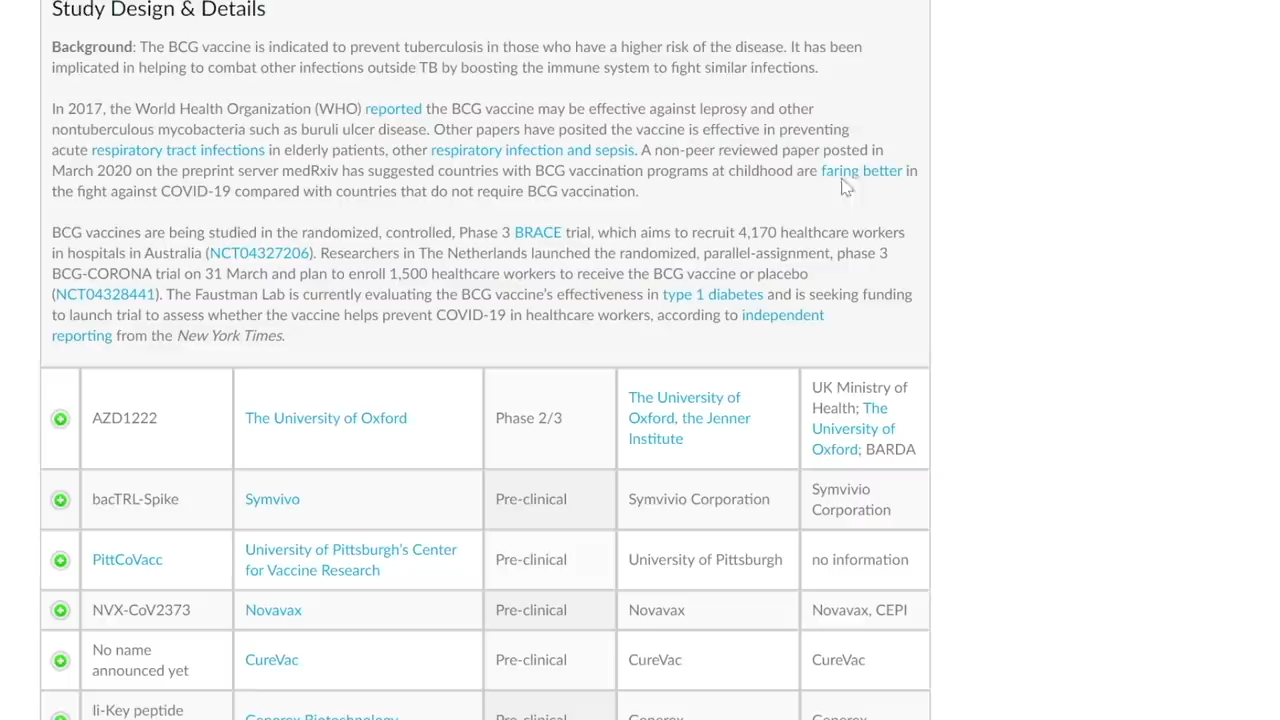 Study Design & Details
Background: The BCG vaccine is indicated to prevent tuberculosis in those who have a higher risk of the disease. It has been
implicated in helping to combat other infections outside TB by boosting the immune system to fight similar infections.
In 2017, the World Health Organization (WHO) reported the BCG vaccine may be effective against leprosy and other
nontuberculous mycobacteria such as buruli ulcer disease. Other papers have posited the vaccine is effective in preventing
acute respiratory tract infections in elderly patients, other respiratory infection and sepsis. A non-peer reviewed paper posted in
March 2020 on the preprint server medRxiv has suggested countries with BCG vaccination programs at childhood are faring better in
the fight against COVID-19 compared with countries that do not require BCG vaccination.
BCG vaccines are being studied in the randomized, controlled, Phase 3 BRACE trial, which aims to recruit 4,170 healthcare workers
in hospitals in Australia (NCT04327206). Researchers in The Netherlands launched the randomized, parallel-assignment, phase 3
BCG-CORONA trial on 31 March and plan to enroll 1,500 healthcare workers to receive the BCG vaccine or placebo
(NCT04328441). The Faustman Lab is currently evaluating the BCG vaccine's effectiveness in type 1 diabetes and is seeking funding
to launch trial to assess whether the vaccine helps prevent COVID-19 in healthcare workers, according to independent
reporting from the New York Times.
AZD1222
The University of Oxford
Phase 2/3
The University of
Oxford, the Jenner
Institute
UK Ministry of
Health; The
University of
Oxford; BARDA
bacTRL-Spike
Symvivo
Pre-clinical
Symvivio Corporation
Symvivio
Corporation
PittCoVacc
University of Pittsburgh's Center
for Vaccine Research
Pre-clinical
University of Pittsburgh
no information
NVX-CoV2373
Novavax
Pre-clinical
Novavax
Novavax, CEPI
No name
announced yet
CureVac
Pre-clinical
CureVac
CureVac
Ii-Key peptide
Generex Biotechnology
Pre-clinical
Generex
Generex